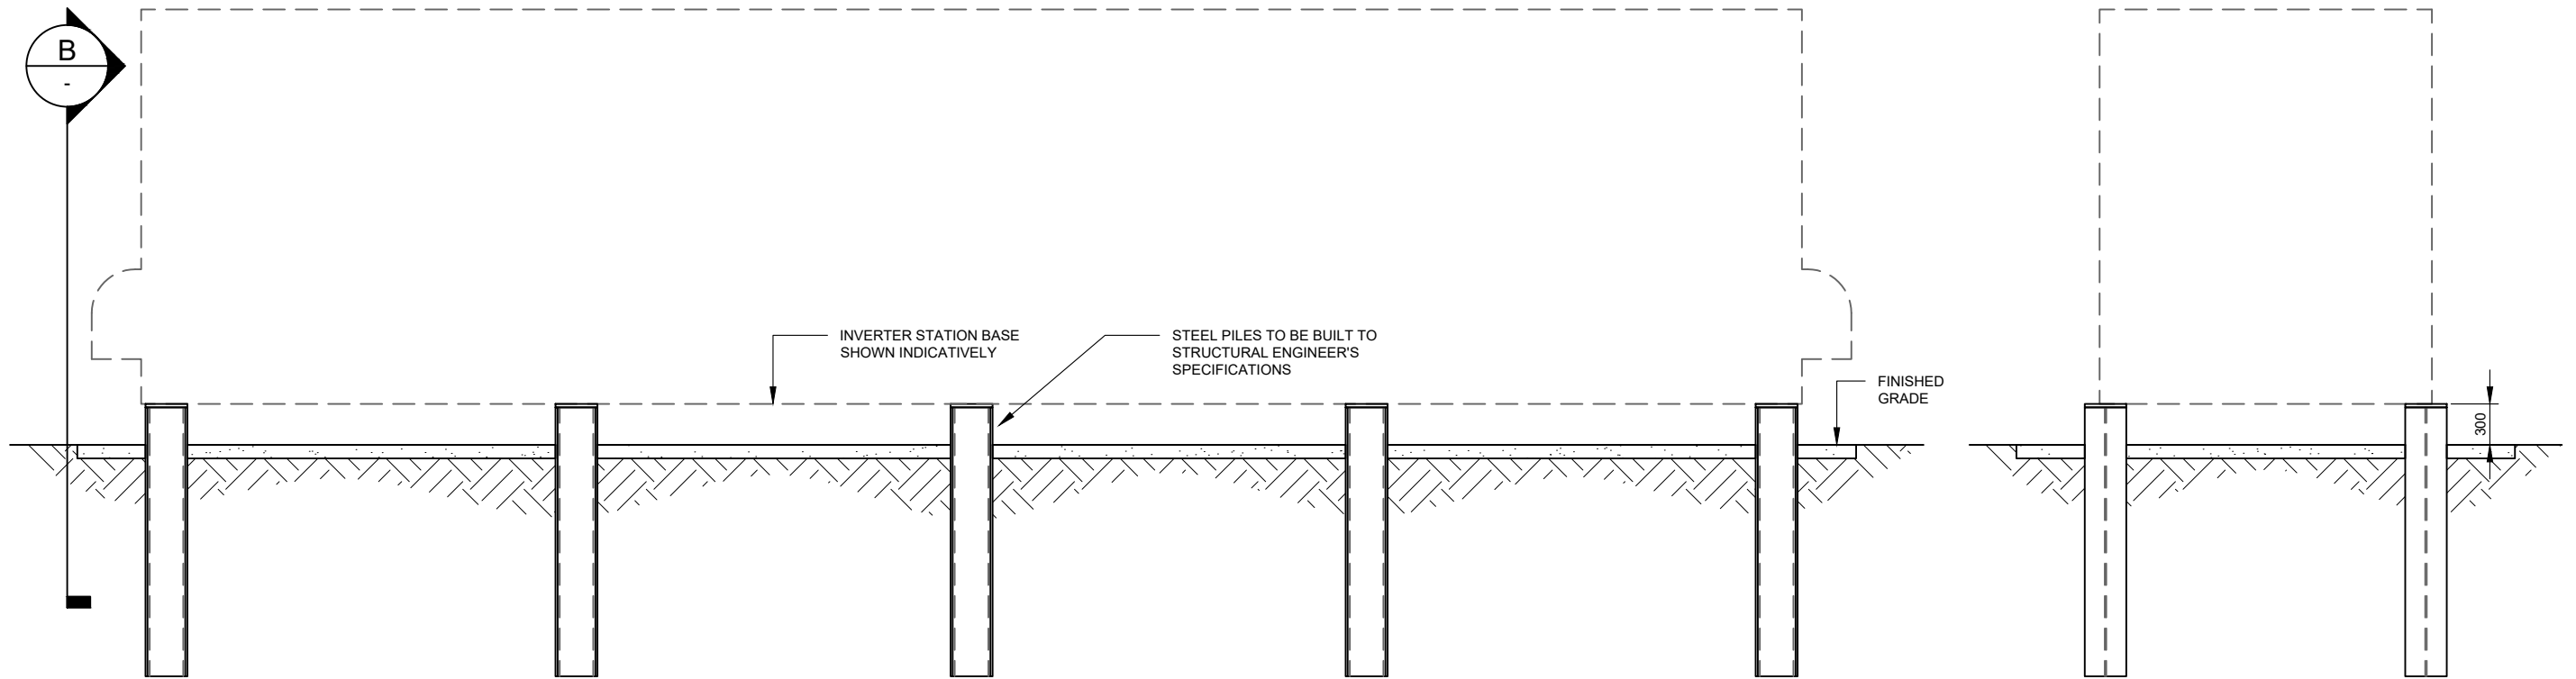 B
-
INVERTER STATION BASE
SHOWN INDICATIVELY
STEEL PILES TO BE BUILT TO
STRUCTURAL ENGINEER'S
SPECIFICATIONS
FINISHED
GRADE
300